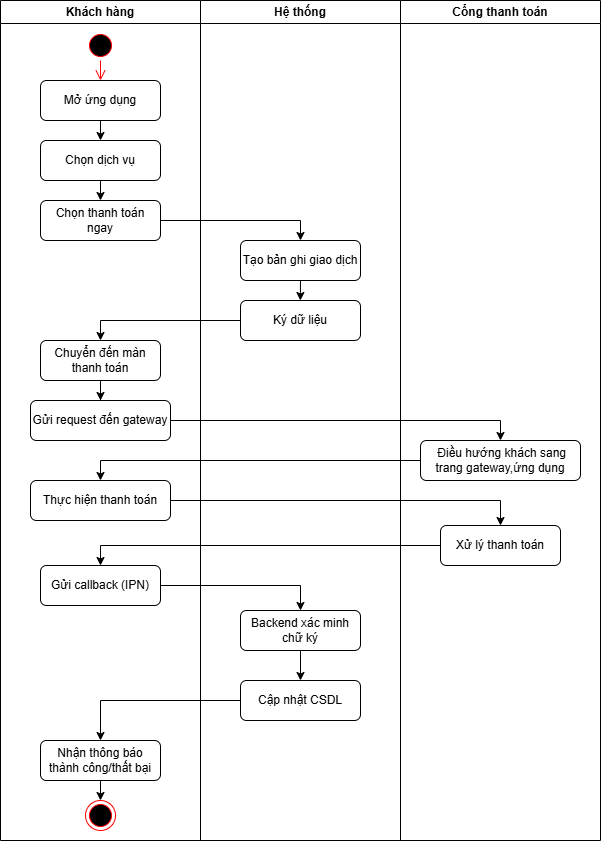 Khách hàng
Hệ thống
Cổng thanh toán
Mở ứng dụng
Chọn dịch vụ
Chọn thanh toán
ngay
Tạo bản ghi giao dịch
Ký dữ liệu
Chuyển đến màn
thanh toán
Gửi request đến gateway
Điều hướng khách sang
trang gateway,ứng dụng
Thực hiện thanh toán
Xử lý thanh toán
Gửi callback (IPN)
Backend xác minh
chữ ký
Cập nhật CSDL
Nhận thông báo
thành công/thất bại